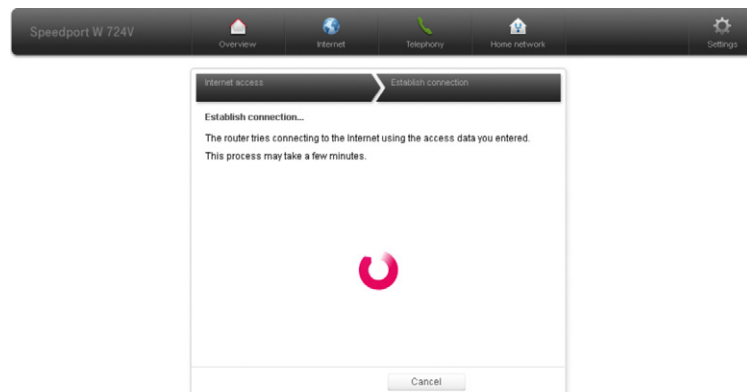 Speedport W 724V
Overview
Internet
Telephony
Home network
Settings
Internet access
Establish connection
Establish connection...
The router tries connecting to the Internet using the access data you entered.
This process may take a few minutes.
Cancel